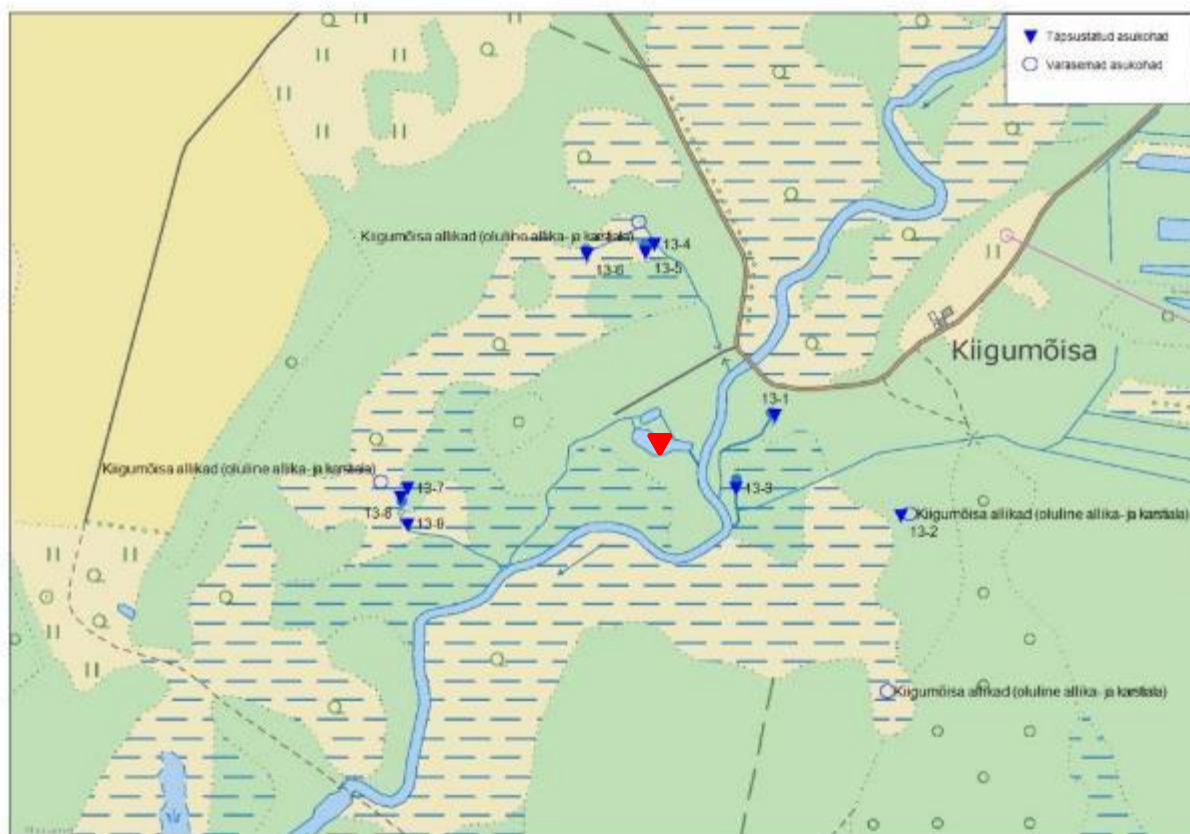 Täpsustatud asukohad
Varasemad asukohad
Kiigumõisa allikad (oluline allika- ja karstiala)
13-4
13-5
13-6
Kiigumõisa
13-1
Kiigumõisa allikad (oluline allika- ja karstiala)
13-7
13-3
13-8
13-9
Kiigumõisa allikad (oluline allika- ja karstiala)
13-2
Kiigumõisa allikad (oluline allika- ja karstiala)